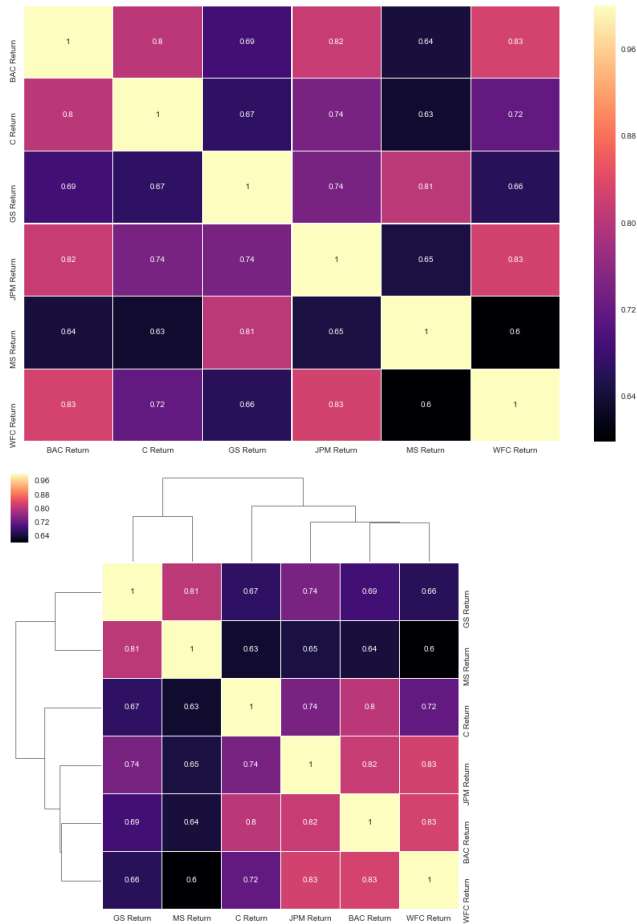 BAC Return 1 0.8 0.69 0.82 0.64 0.83
C Return 0.8 1 0.67 0.74 0.63 0.72
GS Return 0.69 0.67 1 0.74 0.81 0.66
JPM Return 0.82 0.74 0.74 1 0.65 0.83
MS Return 0.64 0.63 0.81 0.65 1 0.6
WFC Return 0.83 0.72 0.66 0.83 0.6 1
BAC Return C Return GS Return JPM Return MS Return WFC Return
0.96
0.88
0.80
0.72
0.64
0.96
0.88
0.80
0.72
0.64
1 0.81 0.67 0.74 0.69 0.66 GS Return
0.81 1 0.63 0.65 0.64 0.6 MS Return
0.67 0.63 1 0.74 0.8 0.72 C Return
0.74 0.65 0.74 1 0.82 0.83 JPM Return
0.69 0.64 0.8 0.82 1 0.83 BAC Return
0.66 0.6 0.72 0.83 0.83 1 WFC Return
GS Return MS Return C Return JPM Return BAC Return WFC Return